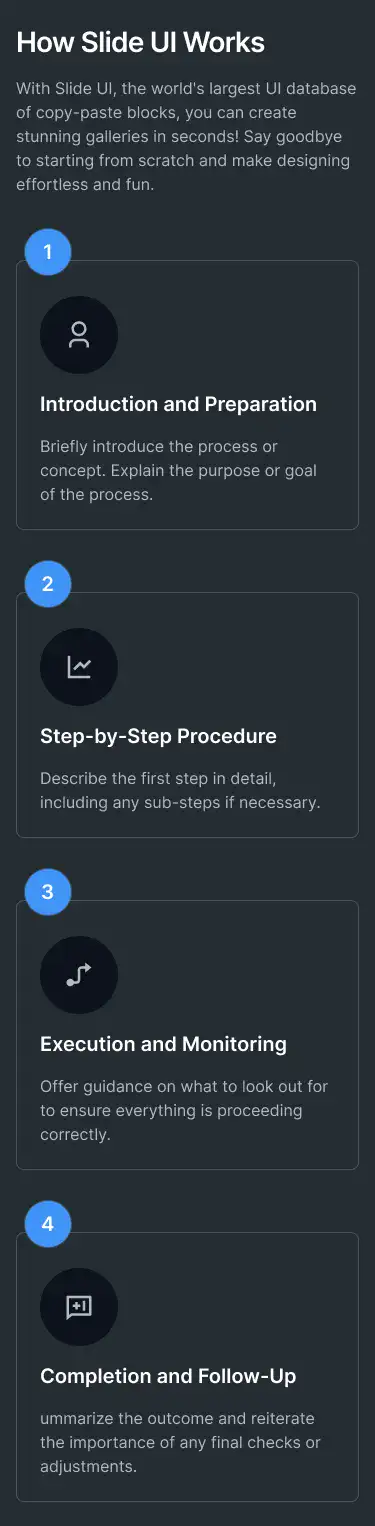 How Slide UI Works
With Slide UI, the world's largest UI database
of copy-paste blocks, you can create
stunning galleries in seconds! Say goodbye
to starting from scratch and make designing
effortless and fun.
1
Introduction and Preparation
Briefly introduce the process or
concept. Explain the purpose or goal
of the process.
2
Step-by-Step Procedure
Describe the first step in detail,
including any sub-steps if necessary.
3
Execution and Monitoring
Offer guidance on what to look out for
to ensure everything is proceeding
correctly.
4
Completion and Follow-Up
ummarize the outcome and reiterate
the importance of any final checks or
adjustments.